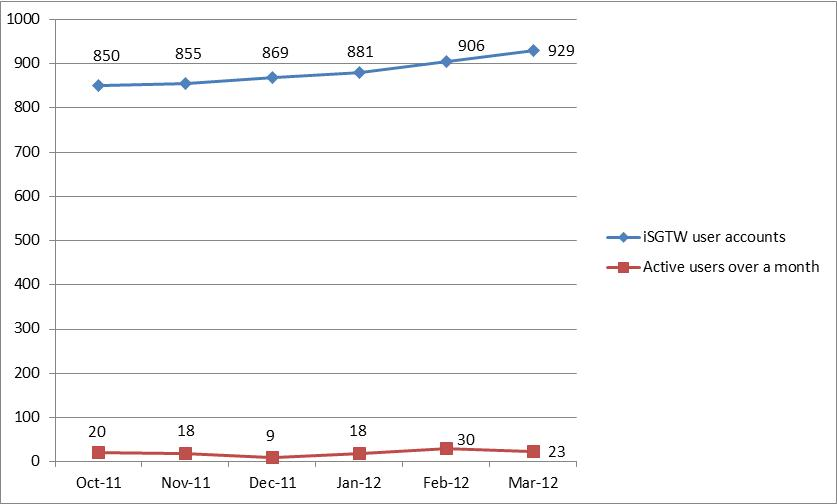 1000
900
800
700
600
500
400
300
200
100
0
850 855 869 881 906 929
20 18 9 18 30 23
Oct-11 Nov-11 Dec-11 Jan-12 Feb-12 Mar-12
iSGTW user accounts
Active users over a month